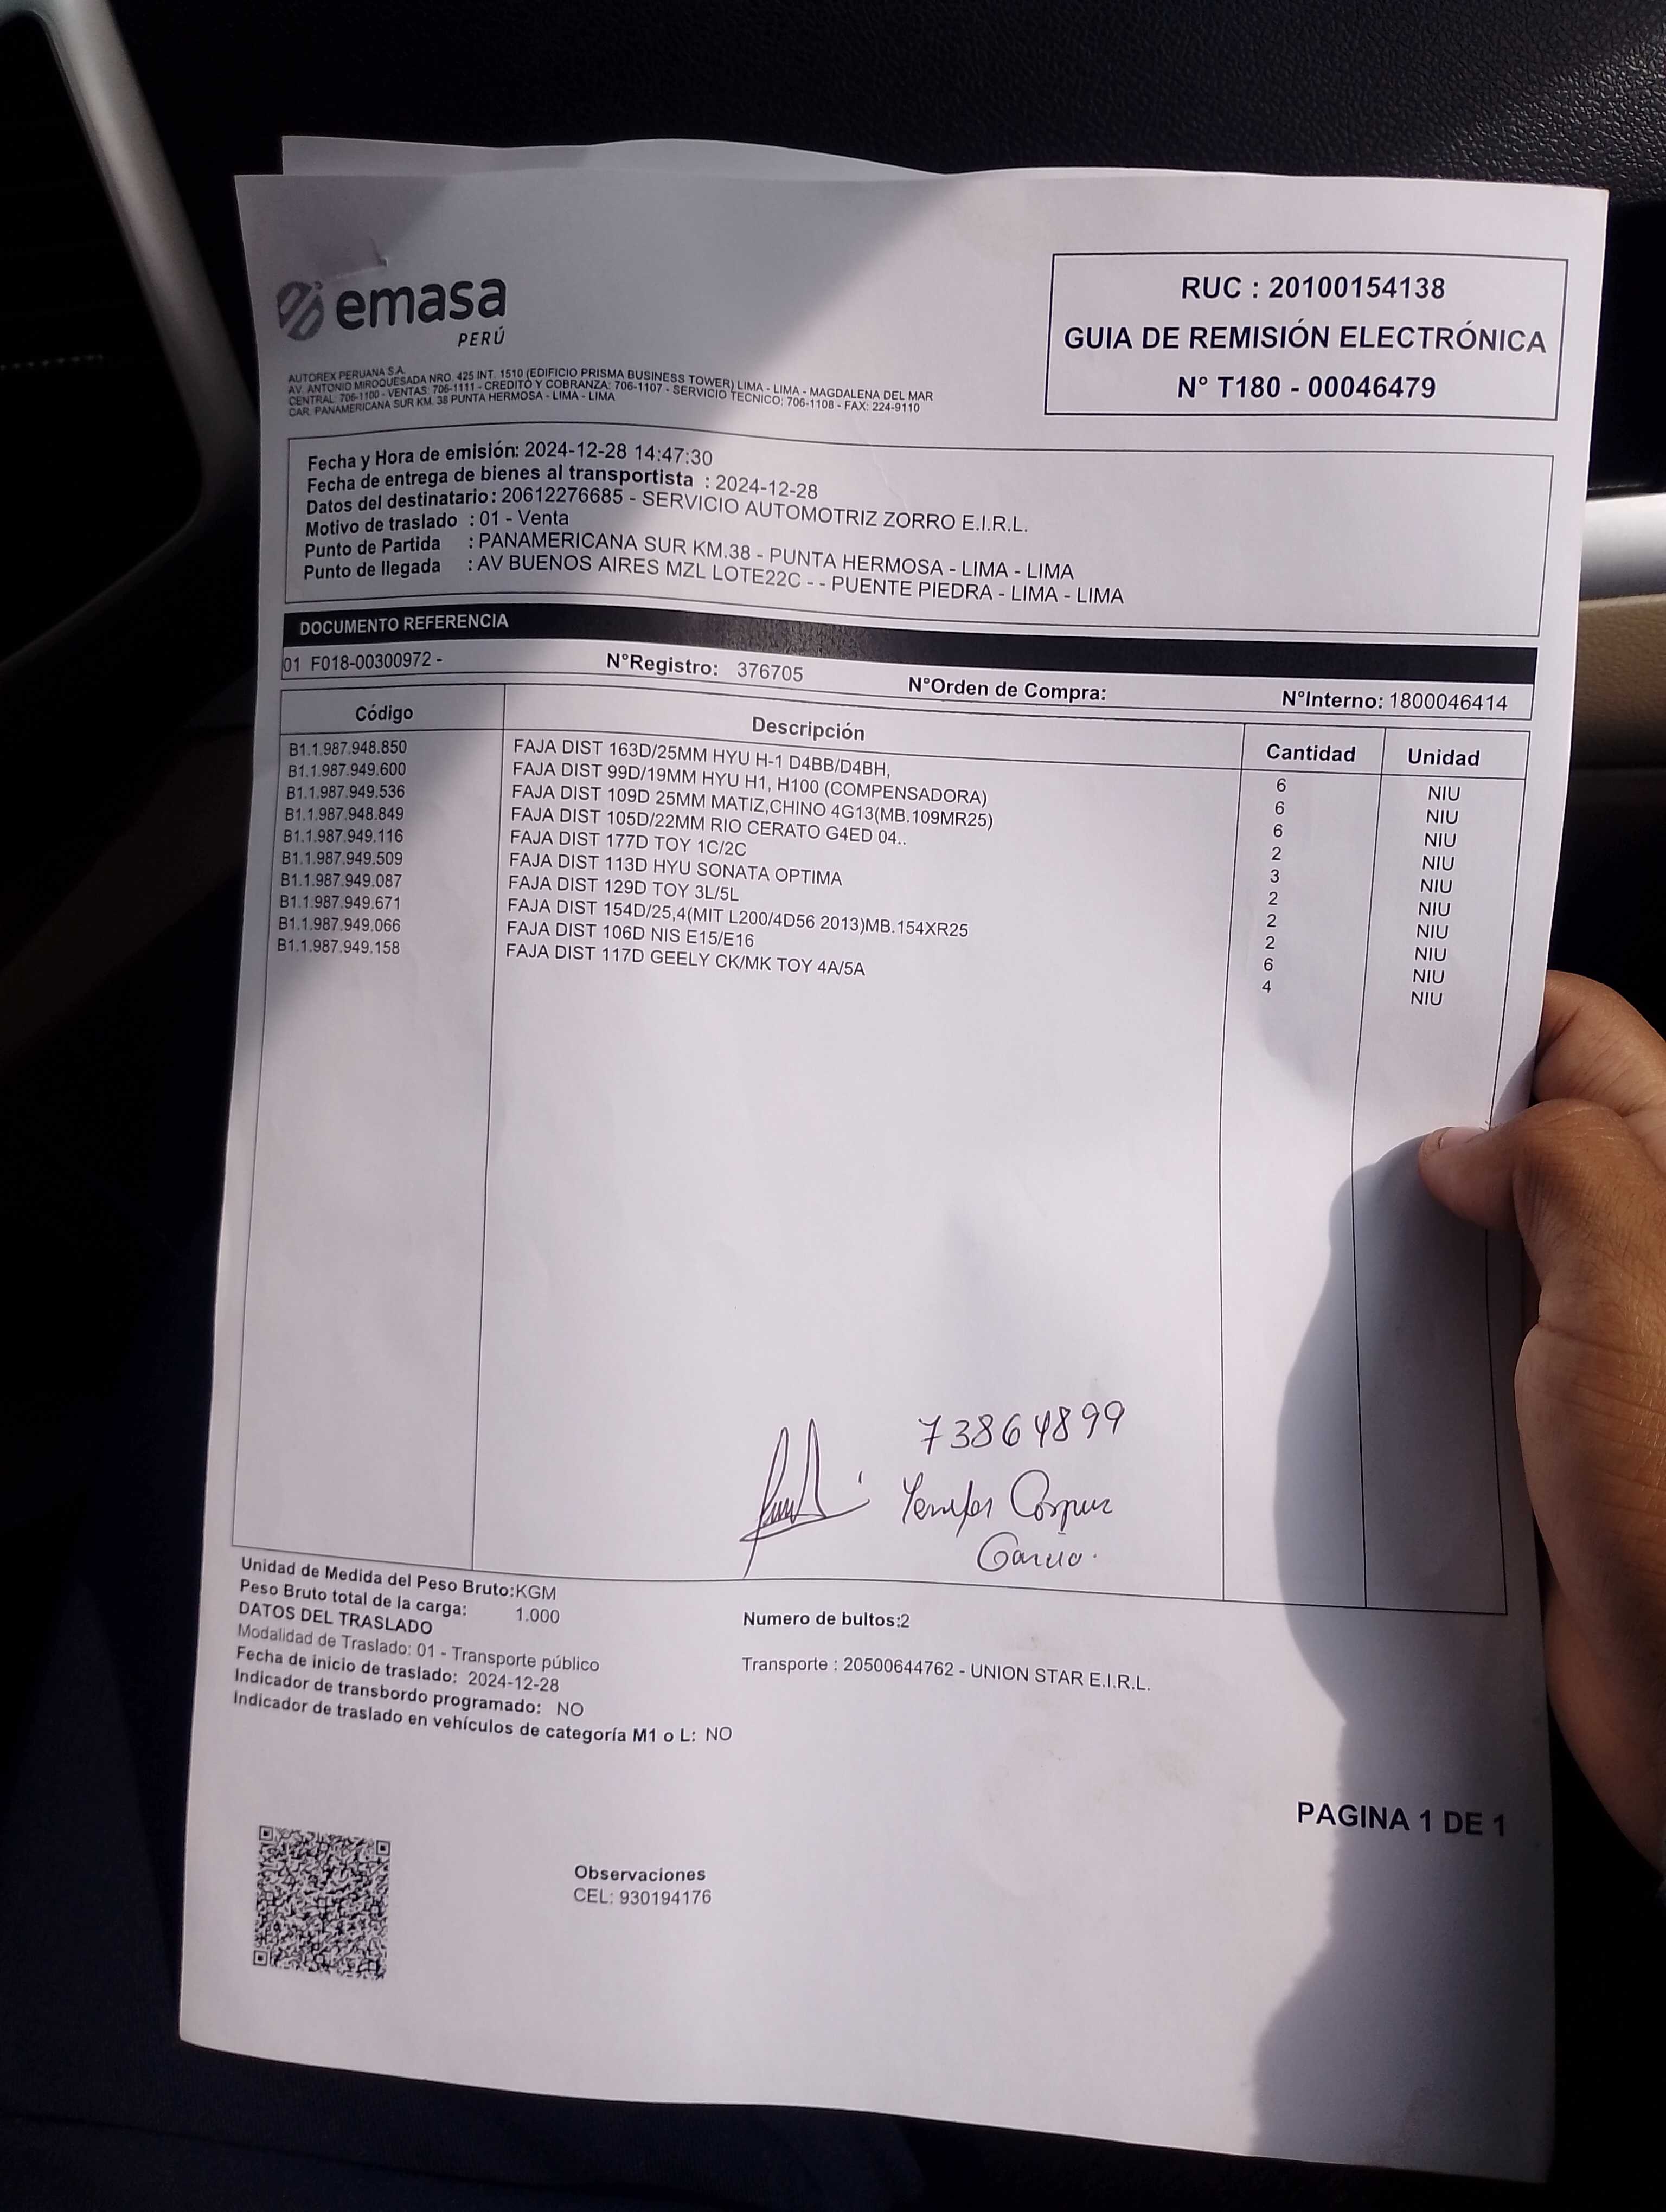 emasa
PERÚ
RUC : 20100154138
GUIA DE REMISIÓN ELECTRÓNICA
N° T180 - 00046479
AUTOREX PERUANA S.A.
AV. ANTONIO MIROQUESADA NRO. 425 INT. 1510 (EDIFICIO PRISMA BUSINESS TOWER) LIMA - LIMA - MAGDALENA DEL MAR
CENTRAL: 706-1100 - VENTAS: 706-1111 - CREDITO Y COBRANZA: 706-1107 - SERVICIO TECNICO: 706-1108 - FAX: 224-9110
CAR. PANAMERICANA SUR KM. 38 PUNTA HERMOSA - LIMA - LIMA
Fecha y Hora de emisión: 2024-12-28 14:47:30
Fecha de entrega de bienes al transportista : 2024-12-28
Datos del destinatario: 20612276685 - SERVICIO AUTOMOTRIZ ZORRO E.I.R.L.
Motivo de traslado : 01 - Venta
Punto de Partida : PANAMERICANA SUR KM.38 - PUNTA HERMOSA - LIMA - LIMA
Punto de llegada : AV BUENOS AIRES MZL LOTE22C - - PUENTE PIEDRA - LIMA - LIMA
DOCUMENTO REFERENCIA
01 F018-00300972 - N°Registro: 376705 N°Orden de Compra: N°Interno: 1800046414
Código Descripción Cantidad Unidad
B1.1.987.948.850 FAJA DIST 163D/25MM HYU H-1 D4BB/D4BH, 6 NIU
B1.1.987.949.600 FAJA DIST 99D/19MM HYU H1, H100 (COMPENSADORA) 6 NIU
B1.1.987.949.536 FAJA DIST 109D 25MM MATIZ,CHINO 4G13(MB.109MR25) 6 NIU
B1.1.987.948.849 FAJA DIST 105D/22MM RIO CERATO G4ED 04.. 2 NIU
B1.1.987.949.116 FAJA DIST 177D TOY 1C/2C 3 NIU
B1.1.987.949.509 FAJA DIST 113D HYU SONATA OPTIMA 2 NIU
B1.1.987.949.087 FAJA DIST 129D TOY 3L/5L 2 NIU
B1.1.987.949.671 FAJA DIST 154D/25,4(MIT L200/4D56 2013)MB.154XR25 2 NIU
B1.1.987.949.066 FAJA DIST 106D NIS E15/E16 6 NIU
B1.1.987.949.158 FAJA DIST 117D GEELY CK/MK TOY 4A/5A 4 NIU
73864899
Unidad de Medida del Peso Bruto:KGM
Peso Bruto total de la carga: 1.000 Numero de bultos:2
DATOS DEL TRASLADO
Modalidad de Traslado: 01 - Transporte público Transporte : 20500644762 - UNION STAR E.I.R.L.
Fecha de inicio de traslado: 2024-12-28
Indicador de transbordo programado: NO
Indicador de traslado en vehículos de categoría M1 o L: NO
PAGINA 1 DE 1
Observaciones
CEL: 930194176